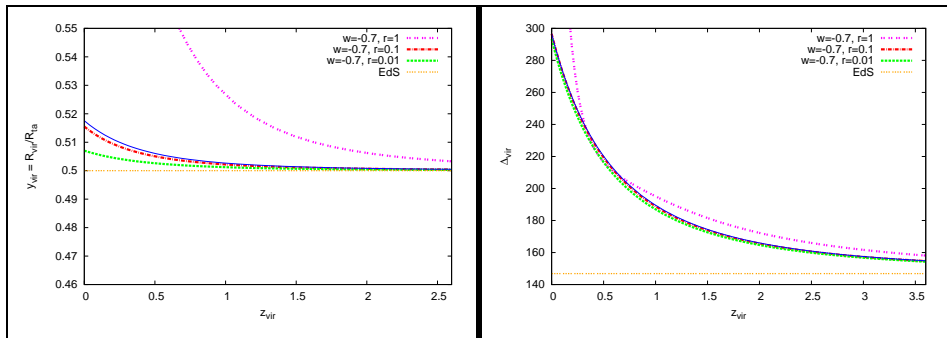 0.55
0.54
0.53
0.52
0.51
0.5
0.49
0.48
0.47
0.46
y_vir = R_vir/R_ta
w=-0.7, r=1
w=-0.7, r=0.1
w=-0.7, r=0.01
EdS
0 0.5 1 1.5 2 2.5
z_vir
300
280
260
240
220
200
180
160
140
Δ_vir
w=-0.7, r=1
w=-0.7, r=0.1
w=-0.7, r=0.01
EdS
0 0.5 1 1.5 2 2.5 3 3.5
z_vir